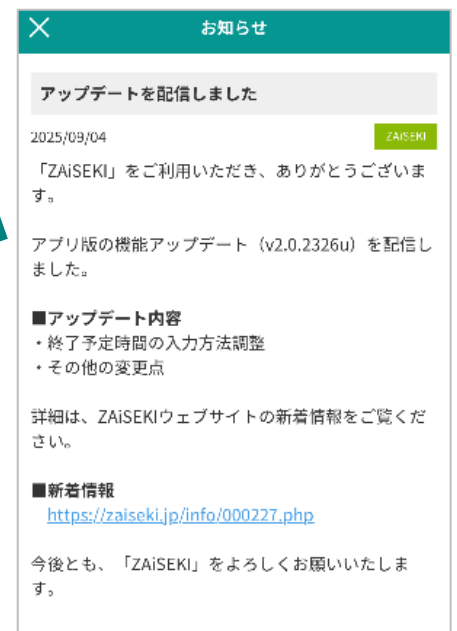 お知らせ
アップデートを配信しました
2025/09/04
ZAiSEKI
「ZAiSEKI」をご利用いただき、ありがとうございま
す。
アプリ版の機能アップデート（v2.0.2326u）を配信し
ました。
■アップデート内容
・終了予定時間の入力方法調整
・その他の変更点
詳細は、ZAiSEKIウェブサイトの新着情報をご覧くだ
さい。
■新着情報
https://zaiseki.jp/info/000227.php
今後とも、「ZAiSEKI」をよろしくお願いいたしま
す。